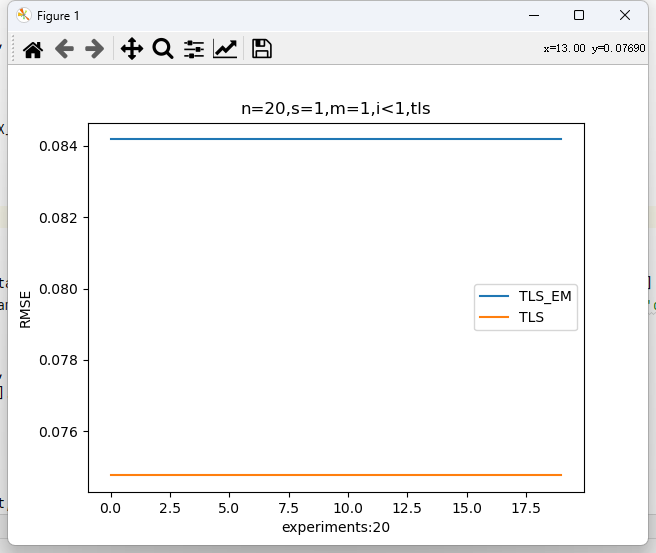 Figure 1
x=13.00 y=0.07690
n=20,s=1,m=1,i<1,tls
0.084
0.082
0.080
0.078
0.076
RMSE
TLS_EM
TLS
0.0
2.5
5.0
7.5
10.0
12.5
15.0
17.5
experiments:20